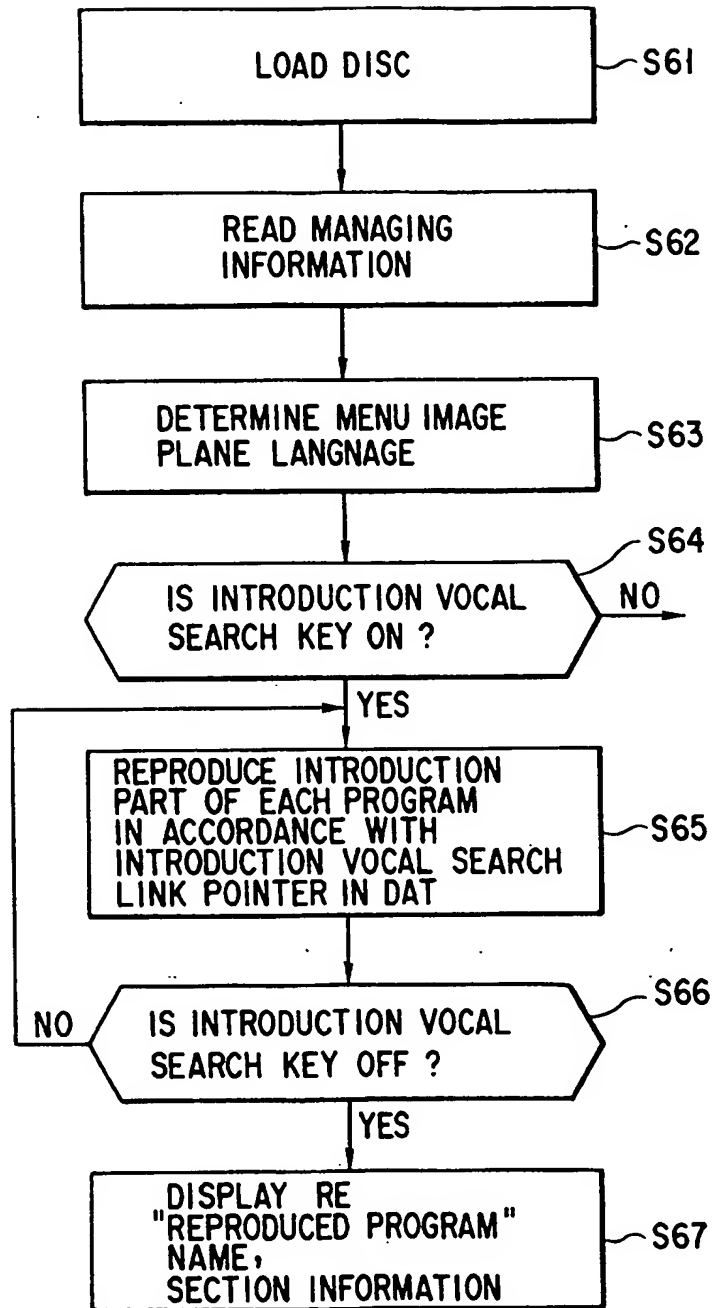 LOAD DISC
S61
READ MANAGING
INFORMATION
S62
DETERMINE MENU IMAGE
PLANE LANGNAGE
S63
S64
IS INTRODUCTION VOCAL
SEARCH KEY ON ?
NO
YES
REPRODUCE INTRODUCTION
PART OF EACH PROGRAM
IN ACCORDANCE WITH
INTRODUCTION VOCAL SEARCH
LINK POINTER IN DAT
S65
S66
NO
IS INTRODUCTION VOCAL
SEARCH KEY OFF ?
YES
DISPLAY RE
"REPRODUCED PROGRAM"
NAME,
SECTION INFORMATION
S67